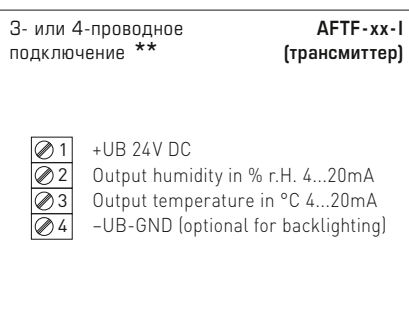 3- или 4-проводное AFTF-xx-I
подключение ** (трансмиттер)
1 +UB 24V DC
2 Output humidity in % r.H. 4...20mA
3 Output temperature in °C 4...20mA
4 –UB-GND (optional for backlighting)